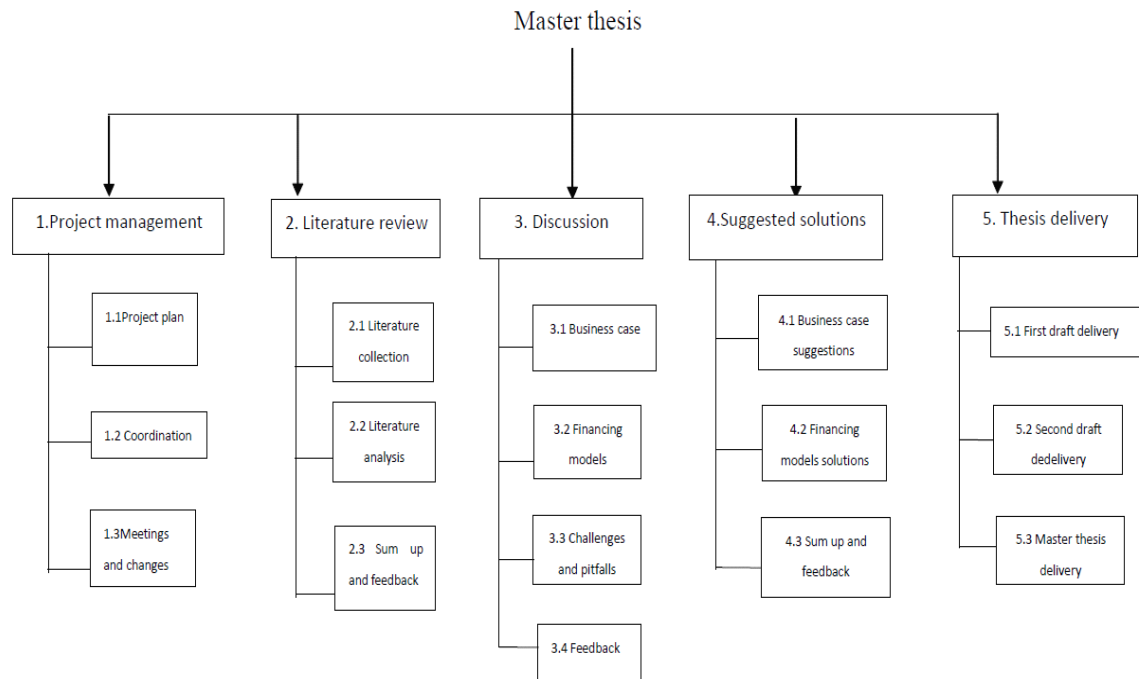 Master thesis
1.Project management
2. Literature review
3. Discussion
4.Suggested solutions
5. Thesis delivery
1.1Project plan
1.2 Coordination
1.3Meetings
and changes
2.1 Literature
collection
2.2 Literature
analysis
2.3 Sum up
and feedback
3.1 Business case
3.2 Financing
models
3.3 Challenges
and pitfalls
3.4 Feedback
4.1 Business case
suggestions
4.2 Financing
models solutions
4.3 Sum up and
feedback
5.1 First draft delivery
5.2 Second draft
dedelivery
5.3 Master thesis
delivery